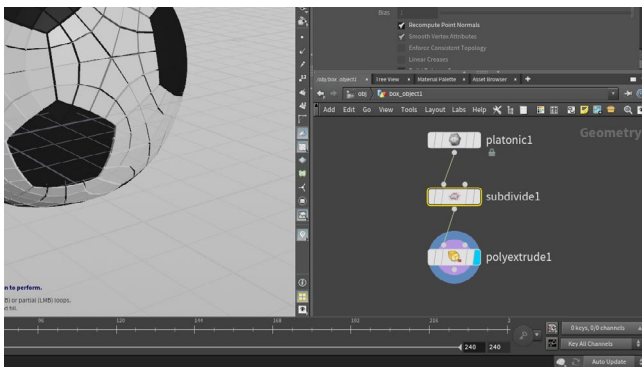 Bias
Recompute Point Normals
Smooth Vertex Attributes
Enforce Consistent Topology
Linear Creases
/obj/box_object1 × Tree View × Material Palette × Asset Browser × +
obj box_object1
Add Edit Go View Tools Layout Labs Help
Geometry
platonic1
subdivide1
polyextrude1
n to perform.
B) or partial (LMB) loops,
96 120 144 168 192 216 2
240 240
0 keys, 0/0 channels
Key All Channels
Auto Update